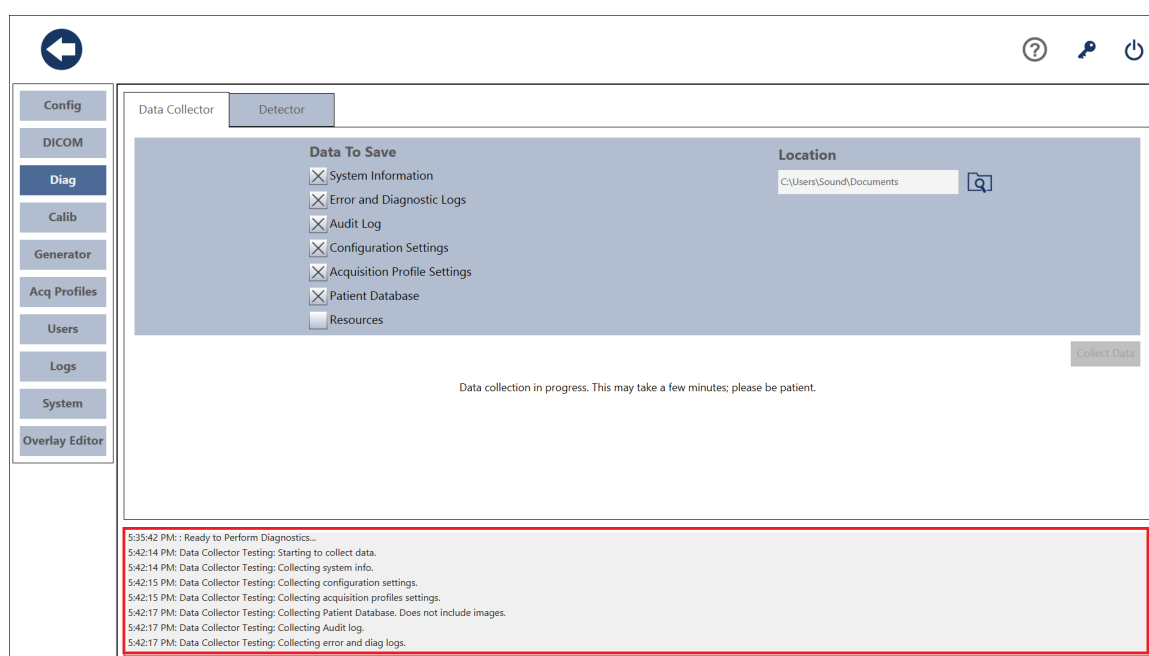 ?
Config
DICOM
Diag
Calib
Generator
Acq Profiles
Users
Logs
System
Overlay Editor
Data Collector
Detector
Data To Save
System Information
Error and Diagnostic Logs
Audit Log
Configuration Settings
Acquisition Profile Settings
Patient Database
Resources
Location
C:\Users\Sound\Documents
Collect Data
Data collection in progress. This may take a few minutes; please be patient.
5:35:42 PM: : Ready to Perform Diagnostics...
5:42:14 PM: Data Collector Testing: Starting to collect data.
5:42:14 PM: Data Collector Testing: Collecting system info.
5:42:15 PM: Data Collector Testing: Collecting configuration settings.
5:42:15 PM: Data Collector Testing: Collecting acquisition profiles settings.
5:42:17 PM: Data Collector Testing: Collecting Patient Database. Does not include images.
5:42:17 PM: Data Collector Testing: Collecting Audit log.
5:42:17 PM: Data Collector Testing: Collecting error and diag logs.